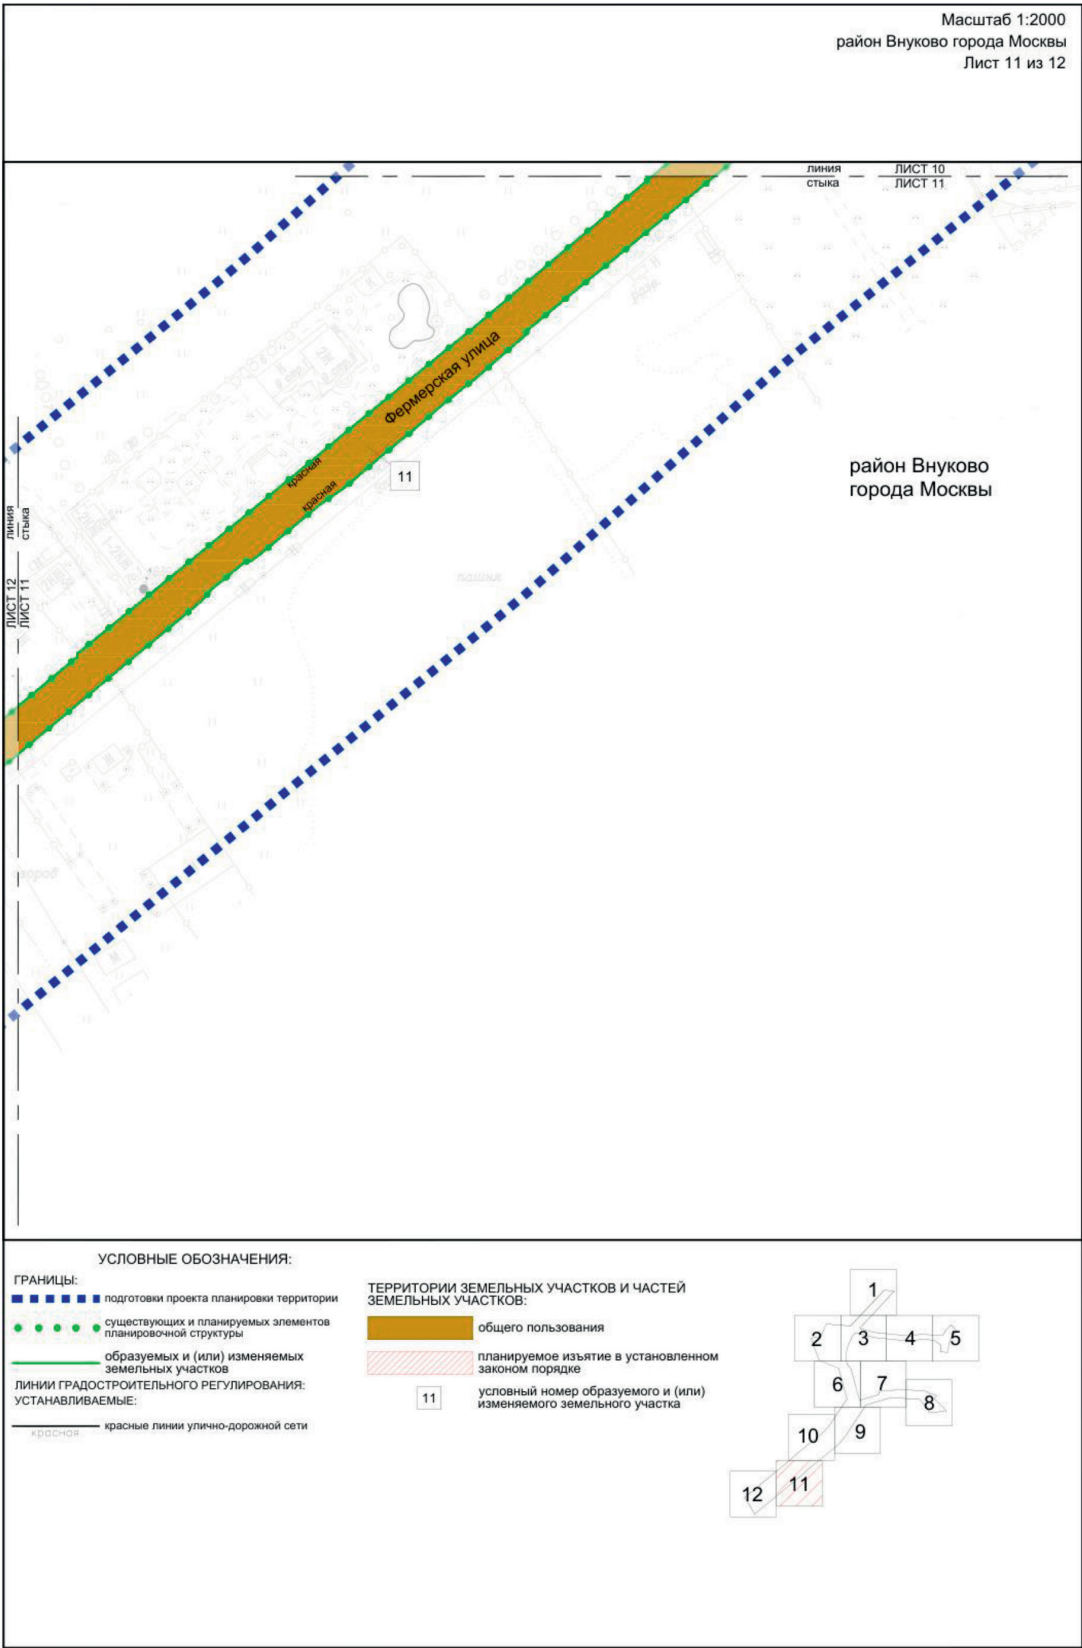 Масштаб 1:2000
район Внуково города Москвы
Лист 11 из 12
линия
стыка
ЛИСТ 10
ЛИСТ 11
разв.
Фермерская улица
красная
красная
11
район Внуково
города Москвы
линия
стыка
ЛИСТ 12
ЛИСТ 11
пашня
УСЛОВНЫЕ ОБОЗНАЧЕНИЯ:
ГРАНИЦЫ:
подготовки проекта планировки территории
существующих и планируемых элементов
планировочной структуры
образуемых и (или) изменяемых
земельных участков
ЛИНИИ ГРАДОСТРОИТЕЛЬНОГО РЕГУЛИРОВАНИЯ:
УСТАНАВЛИВАЕМЫЕ:
красная
красные линии улично-дорожной сети
ТЕРРИТОРИИ ЗЕМЕЛЬНЫХ УЧАСТКОВ И ЧАСТЕЙ
ЗЕМЕЛЬНЫХ УЧАСТКОВ:
общего пользования
планируемое изъятие в установленном
законом порядке
11
условный номер образуемого и (или)
изменяемого земельного участка
1
2 3 4 5
6 7
8
9
10
11
12